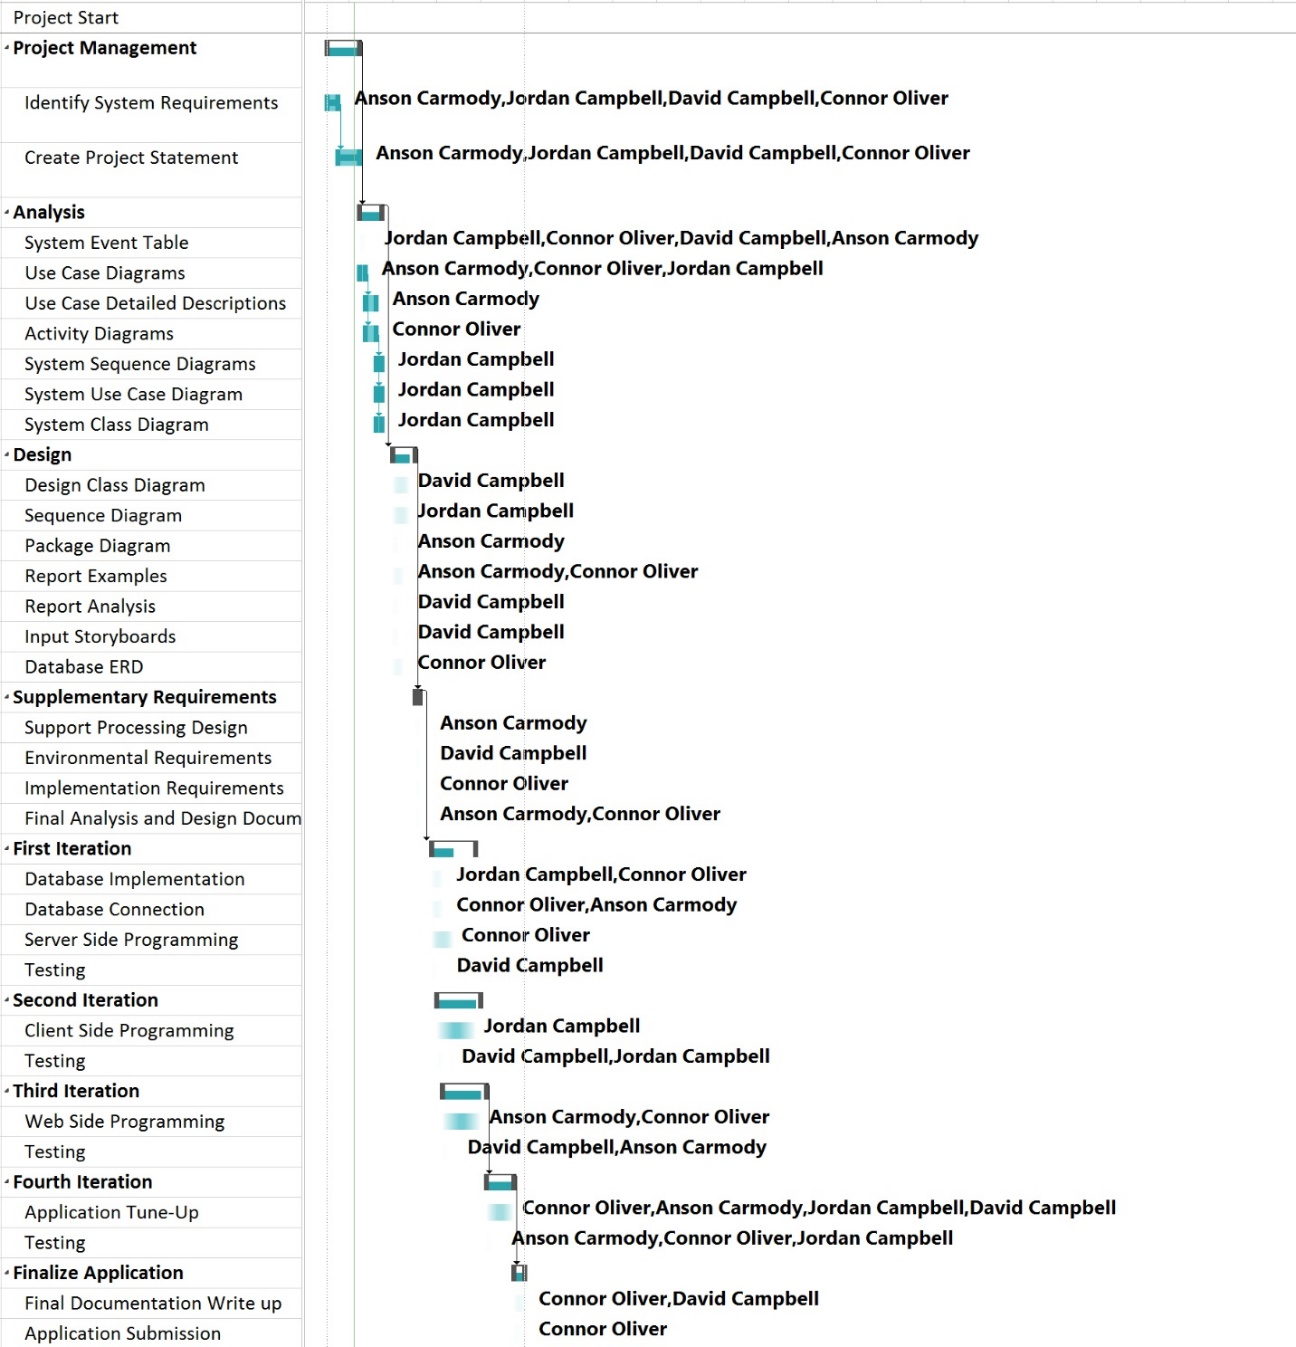 Project Start
Project Management
Identify System Requirements Anson Carmody,Jordan Campbell,David Campbell,Connor Oliver
Create Project Statement Anson Carmody,Jordan Campbell,David Campbell,Connor Oliver
Analysis
System Event Table Jordan Campbell,Connor Oliver,David Campbell,Anson Carmody
Use Case Diagrams Anson Carmody,Connor Oliver,Jordan Campbell
Use Case Detailed Descriptions Anson Carmody
Activity Diagrams Connor Oliver
System Sequence Diagrams Jordan Campbell
System Use Case Diagram Jordan Campbell
System Class Diagram Jordan Campbell
Design
Design Class Diagram David Campbell
Sequence Diagram Jordan Campbell
Package Diagram Anson Carmody
Report Examples Anson Carmody,Connor Oliver
Report Analysis David Campbell
Input Storyboards David Campbell
Database ERD Connor Oliver
Supplementary Requirements
Support Processing Design Anson Carmody
Environmental Requirements David Campbell
Implementation Requirements Connor Oliver
Final Analysis and Design Docum Anson Carmody,Connor Oliver
First Iteration
Database Implementation Jordan Campbell,Connor Oliver
Database Connection Connor Oliver,Anson Carmody
Server Side Programming Connor Oliver
Testing David Campbell
Second Iteration
Client Side Programming Jordan Campbell
Testing David Campbell,Jordan Campbell
Third Iteration
Web Side Programming Anson Carmody,Connor Oliver
Testing David Campbell,Anson Carmody
Fourth Iteration
Application Tune-Up Connor Oliver,Anson Carmody,Jordan Campbell,David Campbell
Testing Anson Carmody,Connor Oliver,Jordan Campbell
Finalize Application
Final Documentation Write up Connor Oliver,David Campbell
Application Submission Connor Oliver